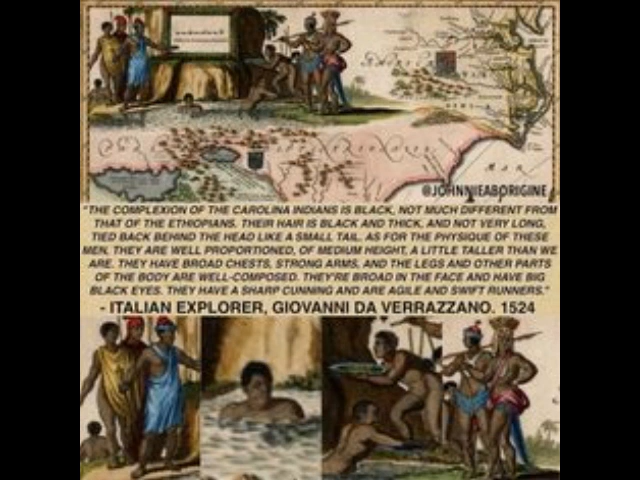 @JOHNNIEABORIGINE
"THE COMPLEXION OF THE CAROLINA INDIANS IS BLACK, NOT MUCH DIFFERENT FROM
THAT OF THE ETHIOPIANS. THEIR HAIR IS BLACK AND THICK, AND NOT VERY LONG,
TIED BACK BEHIND THE HEAD LIKE A SMALL TAIL. AS FOR THE PHYSIQUE OF THESE
MEN, THEY ARE WELL PROPORTIONED, OF MEDIUM HEIGHT, A LITTLE TALLER THAN WE
ARE. THEY HAVE BROAD CHESTS, STRONG ARMS, AND THE LEGS AND OTHER PARTS
OF THE BODY ARE WELL-COMPOSED. THEY'RE BROAD IN THE FACE AND HAVE BIG
BLACK EYES. THEY HAVE A SHARP CUNNING AND ARE AGILE AND SWIFT RUNNERS."
- ITALIAN EXPLORER, GIOVANNI DA VERRAZZANO. 1524